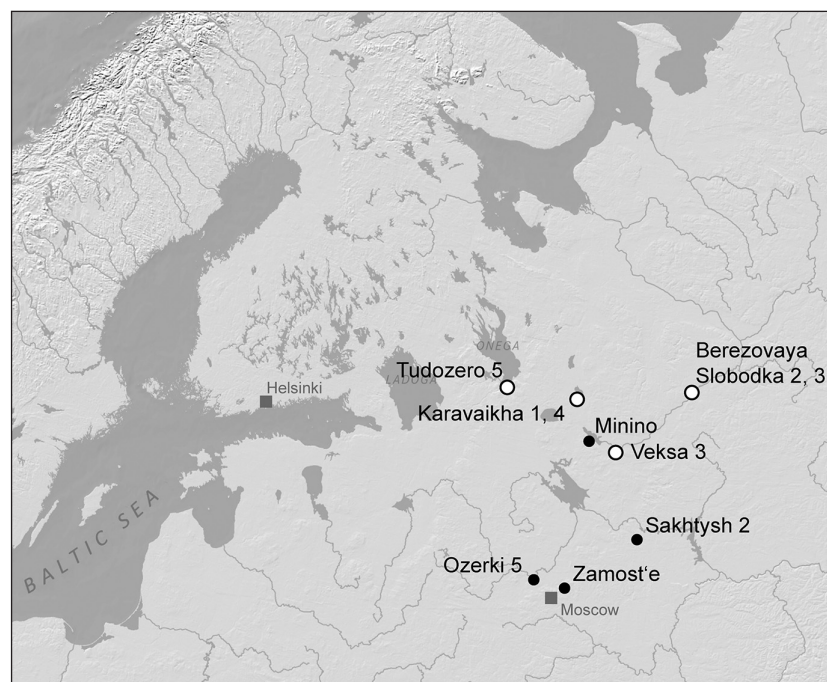 ONEGA
Berezovaya
Slobodka 2, 3
Tudozero 5
LADOGA
Helsinki
Karavaikha 1, 4
Minino
Veksa 3
BALTIC SEA
Sakhtysh 2
Ozerki 5
Zamost‘e
Moscow